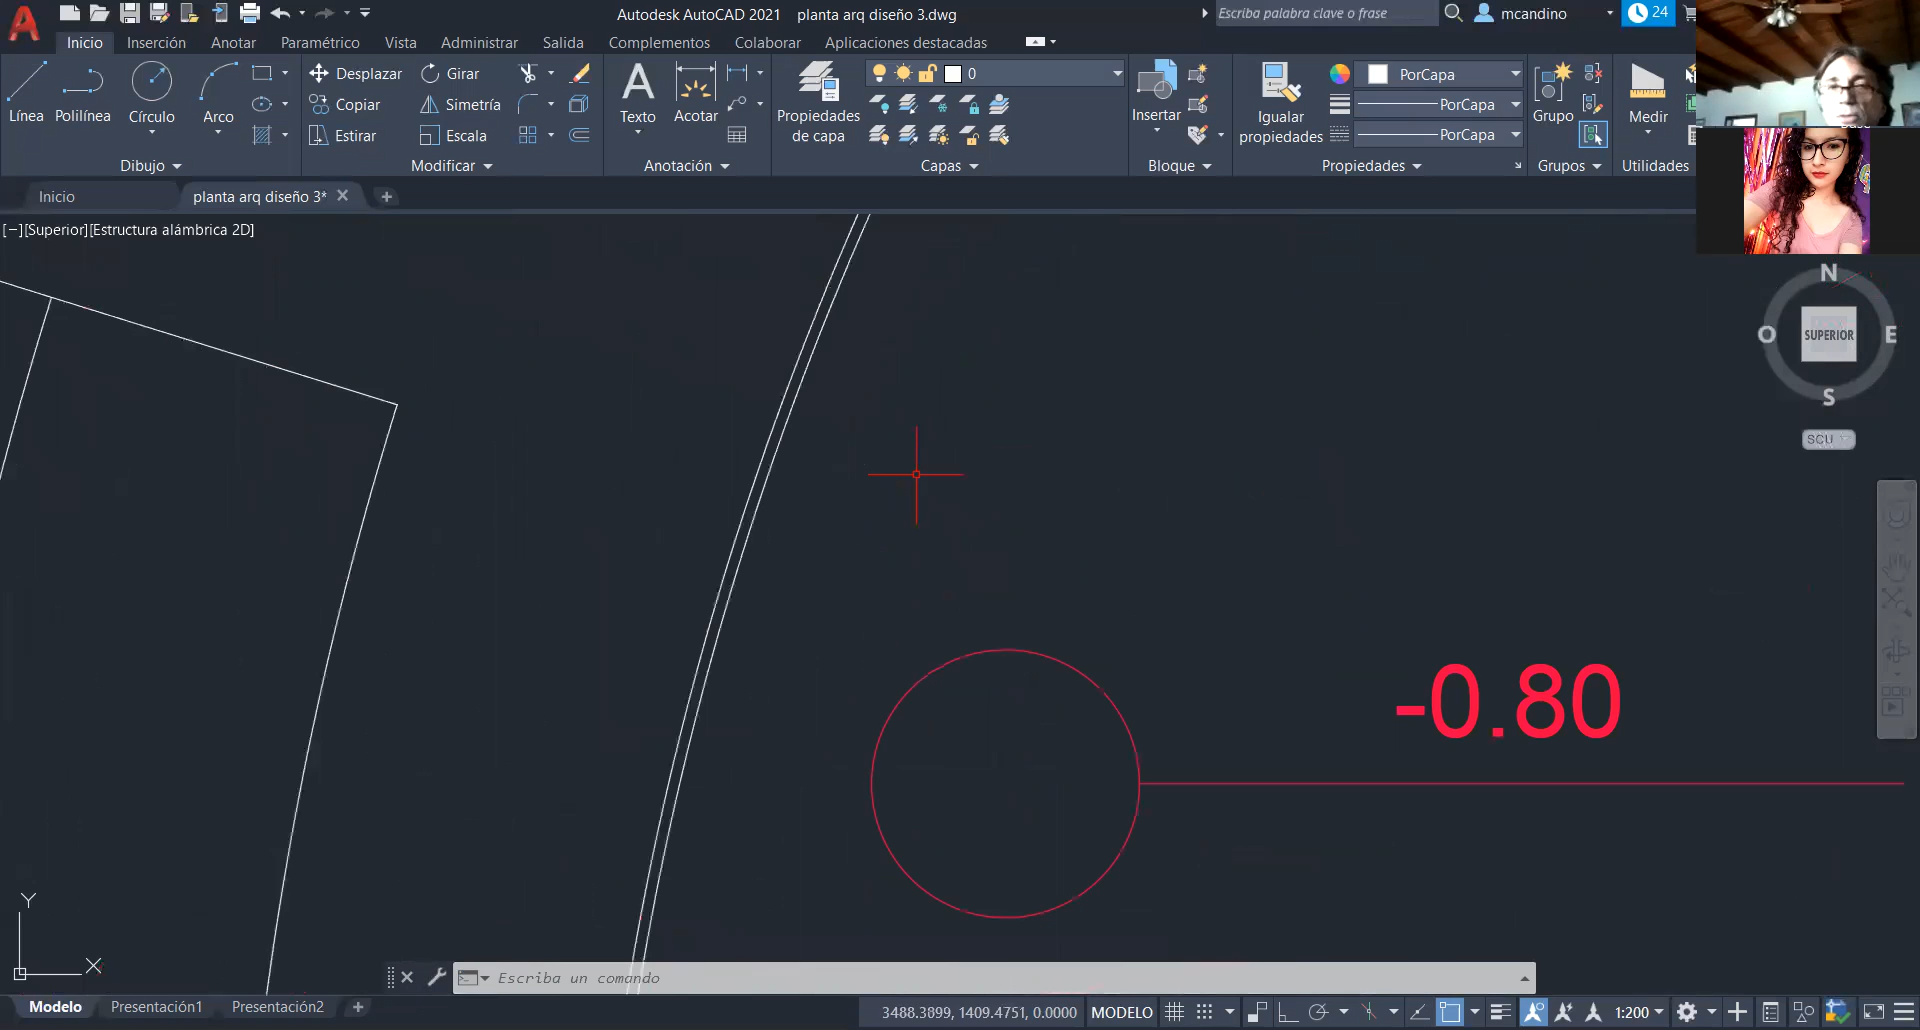 Autodesk AutoCAD 2021 planta arq diseño 3.dwg
Escriba palabra clave o frase
mcandino
24
Inicio Inserción Anotar Paramétrico Vista Administrar Salida Complementos Colaborar Aplicaciones destacadas
Línea Polilínea Círculo Arco
Dibujo
Desplazar Girar
Copiar Simetría
Estirar Escala
Modificar
A
Texto Acotar
Anotación
Propiedades de capa
0
Capas
Insertar
Bloque
Igualar propiedades
PorCapa
PorCapa
PorCapa
Propiedades
Grupo
Grupos
Medir
Utilidades
Inicio planta arq diseño 3*
[−][Superior][Estructura alámbrica 2D]
N
O SUPERIOR E
S
SCU
-0.80
Y
X
Escriba un comando
Modelo Presentación1 Presentación2
3488.3899, 1409.4751, 0.0000 MODELO 1:200